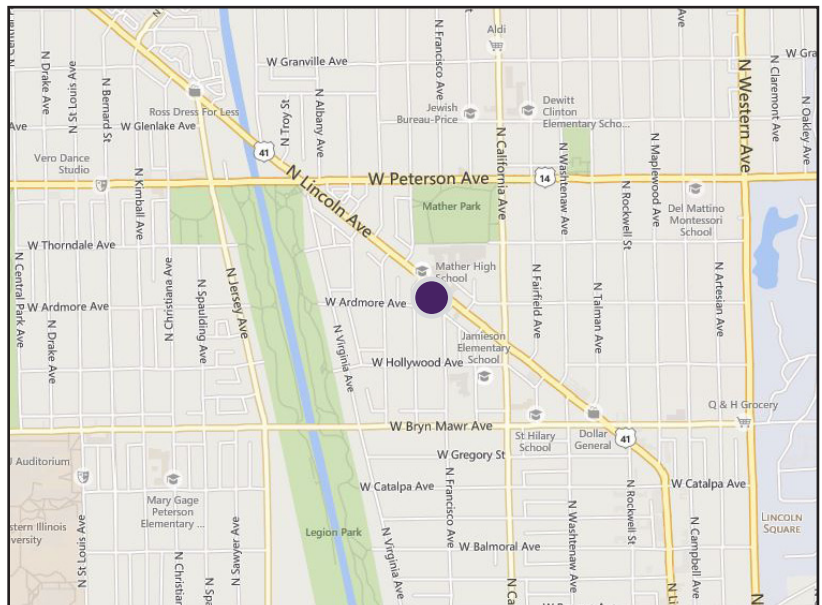 Aldi
W Granville Ave
W Gra
N Drake Ave
N St Louis Ave
N Bernard St
Ross Dress For Less
W Glenlake Ave
Ave
N Troy St
N Albany Ave
N Francisco Ave
Jewish
Bureau-Price
Dewitt
Clinton
Elementary Scho...
Ave
N Western Ave
N Claremont Ave
N Oakley Ave
Vero Dance
Studio
41
N Lincoln Ave
W Peterson Ave
14
N California Ave
N Washtenaw Ave
N Rockwell St
N Maplewood Ave
Del Mattino
Montessori
School
N Kimball Ave
Mather Park
W Thorndale Ave
Mather High
School
N Central Park Ave
W Ardmore Ave
N Drake Ave
N Christiana Ave
N Spaulding Ave
N Jersey Ave
W Ardmore Ave
N Virginia Ave
N Fairfield Ave
N Talman Ave
N Artesian Ave
Jamieson
Elementary
School
W Hollywood Ave
W Bryn Mawr Ave
St Hilary
School
Dollar
General
41
Q & H Grocery
Auditorium
W Gregory St
W Catalpa Ave
W Catalpa Ave
Mary Gage
Peterson
Elementary ...
stern Illinois
versity
N St Louis Ave
N Christian
N Spa
N Sawyer Ave
Legion Park
N Virginia Ave
N Francisco Ave
W Balmoral Ave
N Ca
N Washtenaw Ave
N Rockwell St
N Campbell Ave
N Li
N
LINCOLN
SQUARE